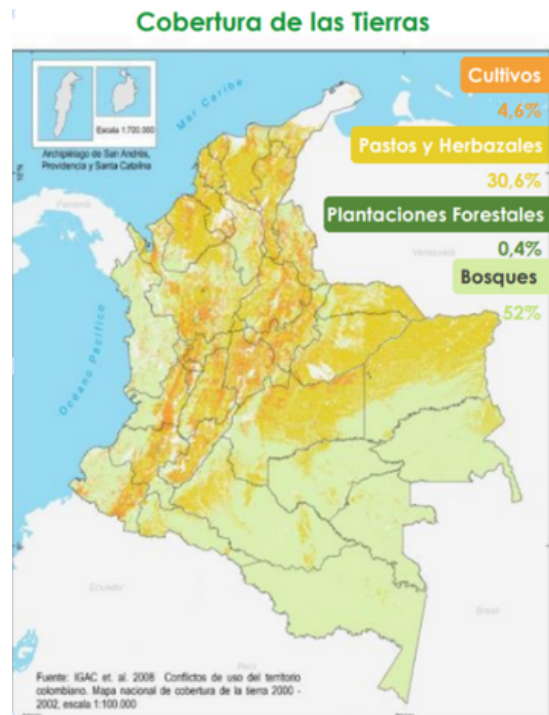 Cobertura de las Tierras
Mar Caribe
Escala 1:700.000
Archipiélago de San Andrés,
Providencia y Santa Catalina
Cultivos
4,6%
Pastos y Herbazales
30,6%
Plantaciones Forestales
0,4%
Bosques
52%
Panamá
Venezuela
Océano Pacífico
Ecuador
Perú
Brasil
Fuente: IGAC et. al. 2008 Conflictos de uso del territorio
colombiano. Mapa nacional de cobertura de la tierra 2000 -
2002, escala 1:100.000